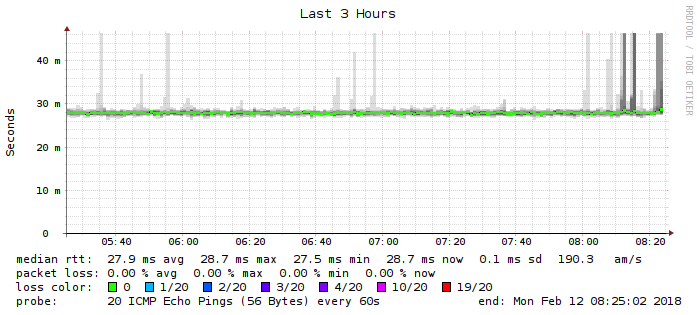 Last 3 Hours
RRDTOOL / TOBI OETIKER
Seconds
40 m
30 m
20 m
10 m
0
05:40 06:00 06:20 06:40 07:00 07:20 07:40 08:00 08:20
median rtt: 27.9 ms avg 28.7 ms max 27.5 ms min 28.7 ms now 0.1 ms sd 190.3 am/s
packet loss: 0.00 % avg 0.00 % max 0.00 % min 0.00 % now
loss color: 0 1/20 2/20 3/20 4/20 10/20 19/20
probe: 20 ICMP Echo Pings (56 Bytes) every 60s end: Mon Feb 12 08:25:02 2018